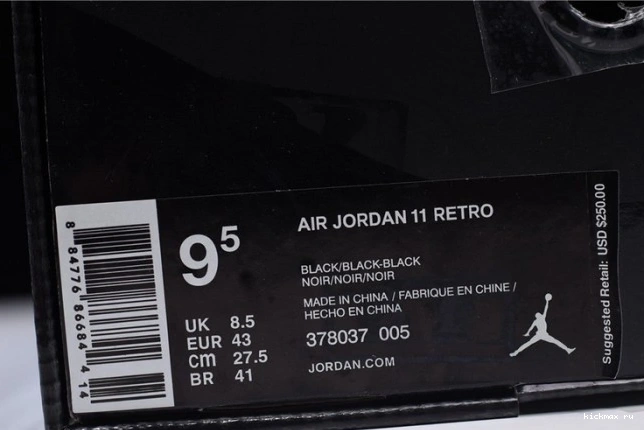 8 84776 86684 4 14
9 5
UK 8.5
EUR 43
cm 27.5
BR 41
AIR JORDAN 11 RETRO
BLACK/BLACK-BLACK
NOIR/NOIR/NOIR
MADE IN CHINA / FABRIQUE EN CHINE /
HECHO EN CHINA
378037 005
JORDAN.COM
Suggested Retail: USD $250.00
kickmax.ru